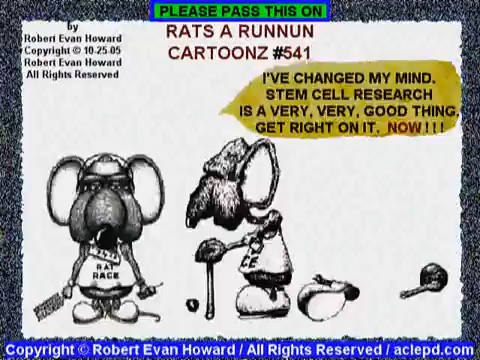 PLEASE PASS THIS ON
by
Robert Evan Howard
Copyright © 10-25-05
Robert Evan Howard
All Rights Reserved
RATS A RUNNUN
CARTOONZ #541
I'VE CHANGED MY MIND.
STEM CELL RESEARCH
IS A VERY, VERY, GOOD THING.
GET RIGHT ON IT. NOW!!!
RAT
RACE
CE
Copyright © Robert Evan Howard / All Rights Reserved / aclepd.com